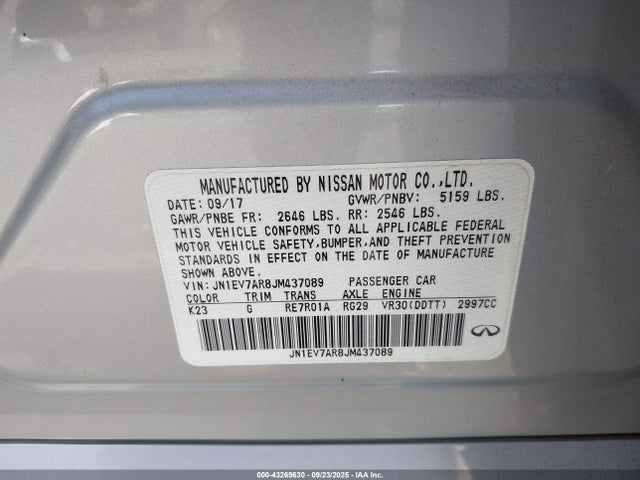 MANUFACTURED BY NISSAN MOTOR CO.,LTD.
DATE: 09/17 GVWR/PNBV: 5159 LBS.
GAWR/PNBE FR: 2646 LBS. RR: 2546 LBS.
THIS VEHICLE CONFORMS TO ALL APPLICABLE FEDERAL
MOTOR VEHICLE SAFETY,BUMPER,AND THEFT PREVENTION
STANDARDS IN EFFECT ON THE DATE OF MANUFACTURE
SHOWN ABOVE.
VIN: JN1EV7AR8JM437089 PASSENGER CAR
COLOR TRIM TRANS AXLE ENGINE
K23 G RE7R01A RG29 VR30(DDTT) 2997CC
JN1EV7AR8JM437089
000-43269630 - 09/23/2025 - IAA Inc.